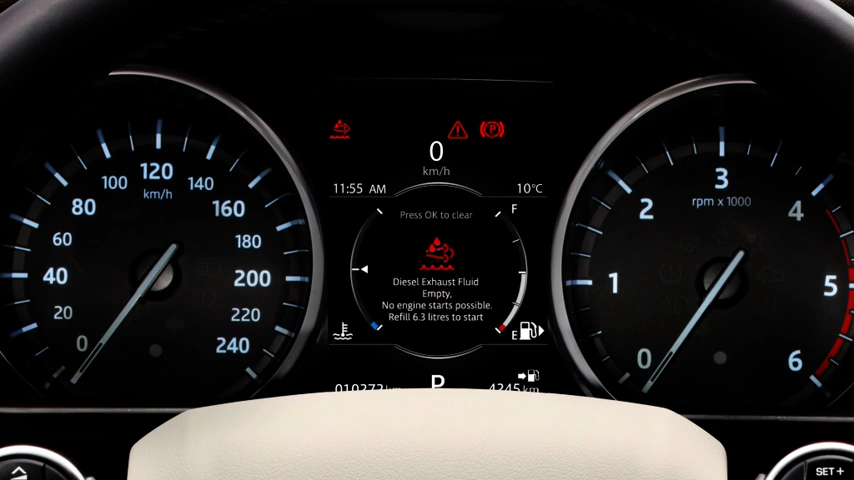 0
km/h
11:55 AM
10°C
Press OK to clear
F
Diesel Exhaust Fluid
Empty,
No engine starts possible.
Refill 6.3 litres to start
E
010272km
P
4245 km
0
20
40
60
80
100
120
km/h
140
160
180
200
220
240
0
1
2
3
rpm x 1000
4
5
6
P
SET+